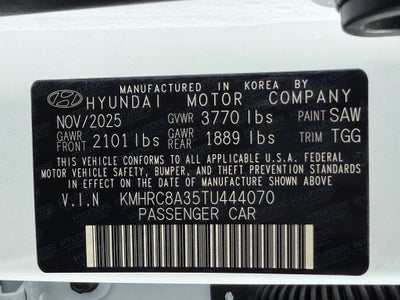 MANUFACTURED IN KOREA BY
HYUNDAI MOTOR COMPANY
NOV/2025 GVWR 3770 lbs PAINT SAW
GAWR FRONT 2101 lbs GAWR REAR 1889 lbs TRIM TGG
THIS VEHICLE CONFORMS TO ALL APPLICABLE U.S.A. FEDERAL
MOTOR VEHICLE SAFETY, BUMPER, AND THEFT PREVENTION STANDARDS
IN EFFECT ON THE DATE OF MANUFACTURE SHOWN ABOVE.
V.I.N KMHRC8A35TU444070
PASSENGER CAR